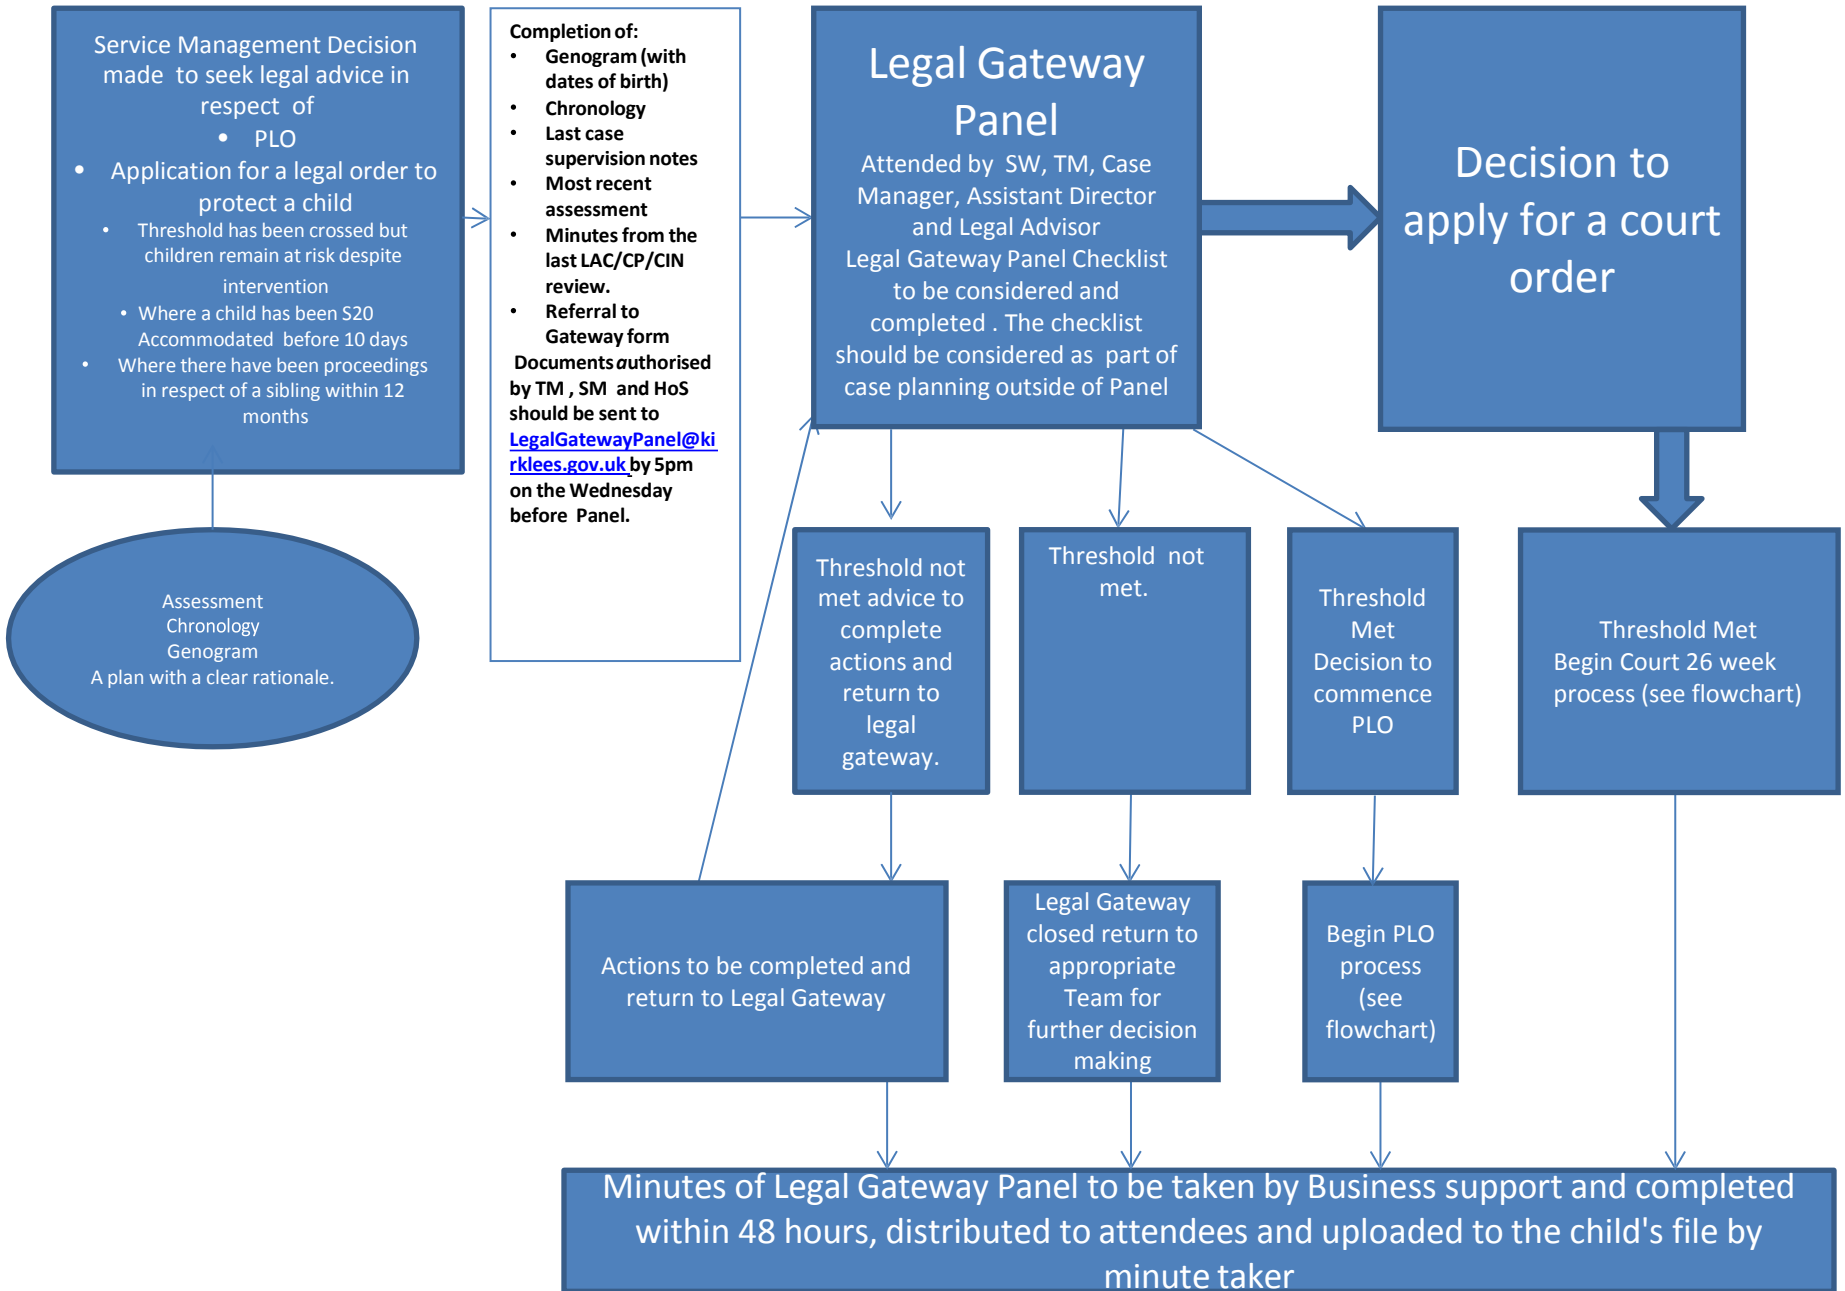 Service Management Decision
made to seek legal advice in
respect of
• PLO
• Application for a legal order to
protect a child
• Threshold has been crossed but
children remain at risk despite
intervention
• Where a child has been S20
Accommodated before 10 days
• Where there have been proceedings
in respect of a sibling within 12
months
Assessment
Chronology
Genogram
A plan with a clear rationale.
Completion of:
• Genogram (with
dates of birth)
• Chronology
• Last case
supervision notes
• Most recent
assessment
• Minutes from the
last LAC/CP/CIN
review.
• Referral to
Gateway form
Documents authorised
by TM , SM and HoS
should be sent to
LegalGatewayPanel@ki
rklees.gov.uk by 5pm
on the Wednesday
before Panel.
Legal Gateway
Panel
Attended by SW, TM, Case
Manager, Assistant Director
and Legal Advisor
Legal Gateway Panel Checklist
to be considered and
completed . The checklist
should be considered as part of
case planning outside of Panel
Decision to
apply for a court
order
Threshold not
met advice to
complete
actions and
return to
legal
gateway.
Threshold not
met.
Threshold
Met
Decision to
commence
PLO
Threshold Met
Begin Court 26 week
process (see flowchart)
Actions to be completed and
return to Legal Gateway
Legal Gateway
closed return to
appropriate
Team for
further decision
making
Begin PLO
process
(see
flowchart)
Minutes of Legal Gateway Panel to be taken by Business support and completed
within 48 hours, distributed to attendees and uploaded to the child's file by
minute taker